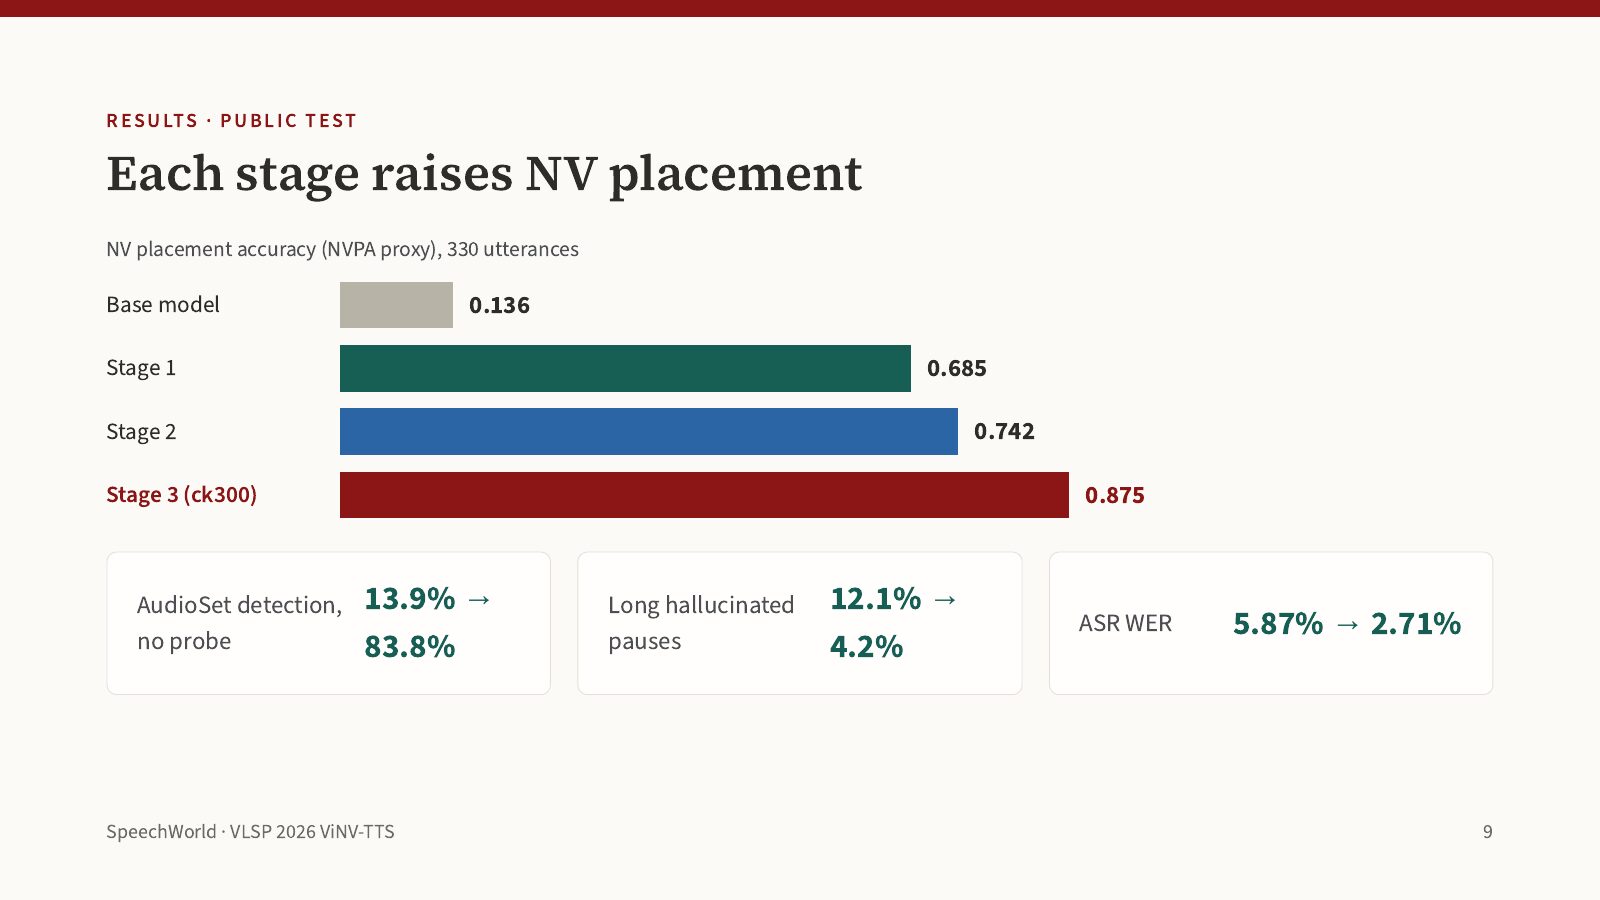 RESULTS · PUBLIC TEST
Each stage raises NV placement
NV placement accuracy (NVPA proxy), 330 utterances
Base model 0.136
Stage 1 0.685
Stage 2 0.742
Stage 3 (ck300) 0.875
AudioSet detection,
no probe
13.9% →
83.8%
Long hallucinated
pauses
12.1% →
4.2%
ASR WER 5.87% → 2.71%
SpeechWorld · VLSP 2026 ViNV-TTS 9